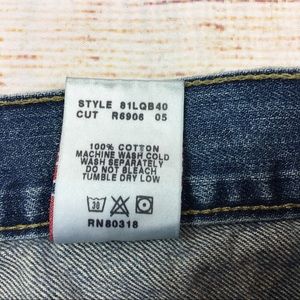 STYLE 81LQB40
CUT R6906 05
100% COTTON
MACHINE WASH COLD
WASH SEPARATELY
DO NOT BLEACH
TUMBLE DRY LOW
30
RN80318